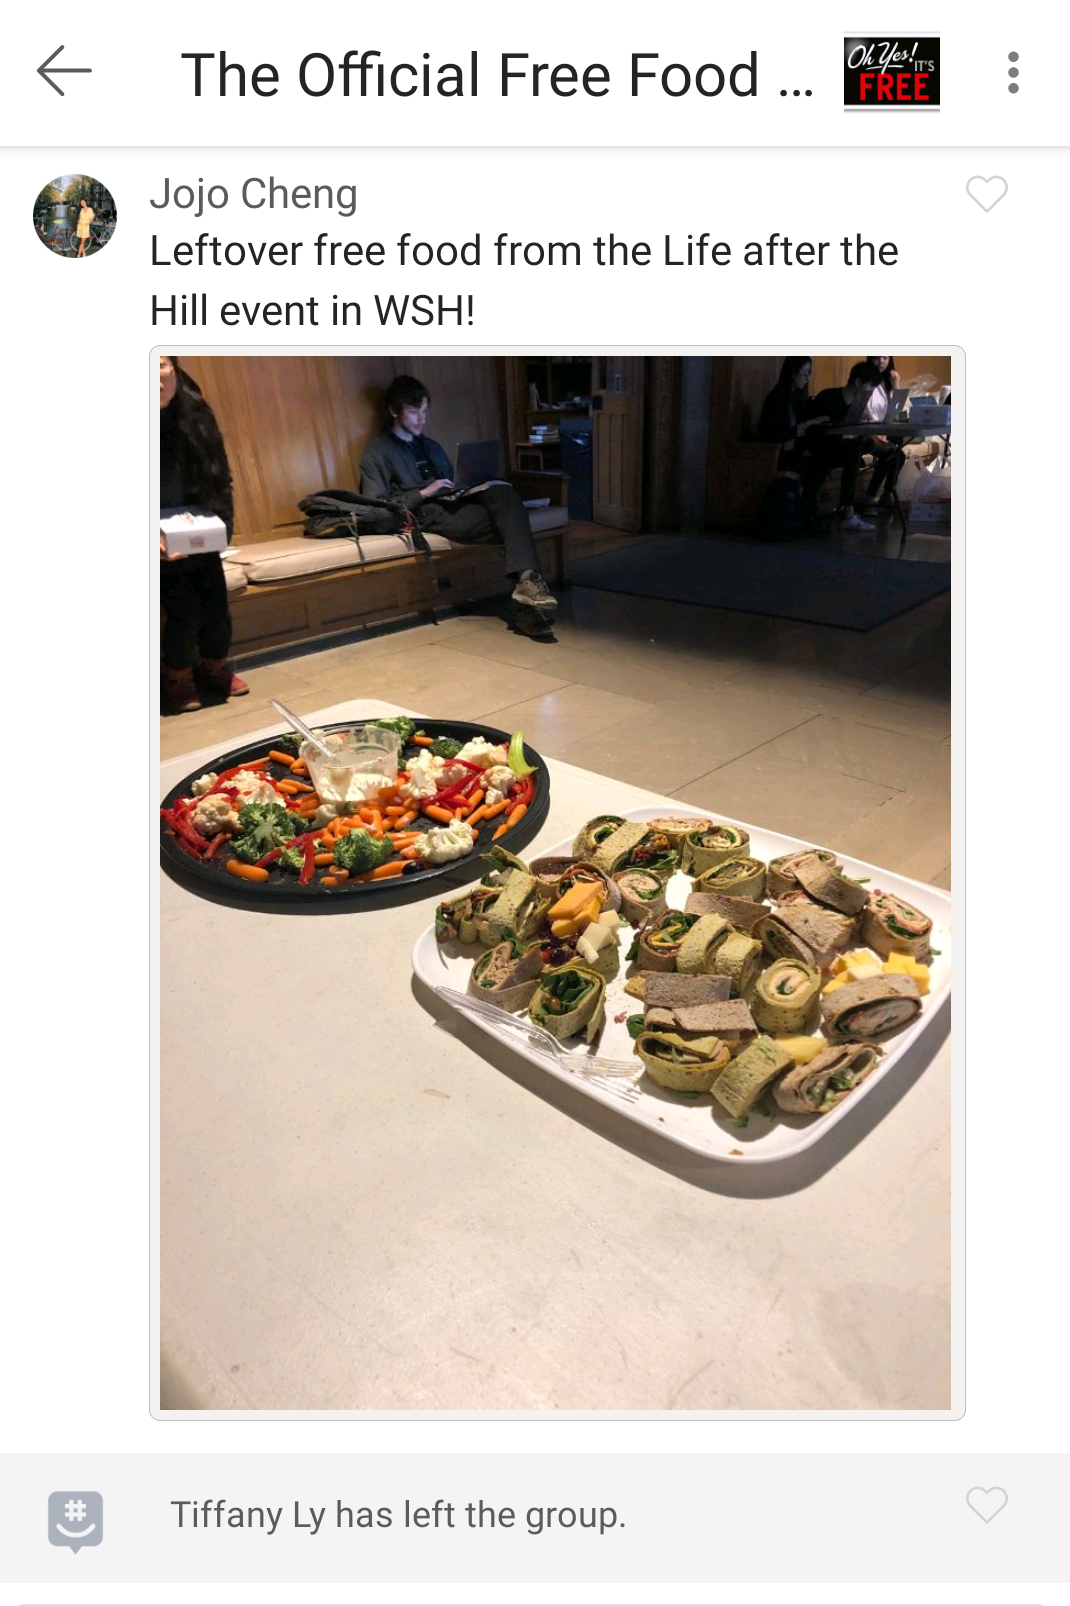 The Official Free Food ...
Oh Yes! IT'S
FREE
Jojo Cheng
Leftover free food from the Life after the
Hill event in WSH!
#
Tiffany Ly has left the group.